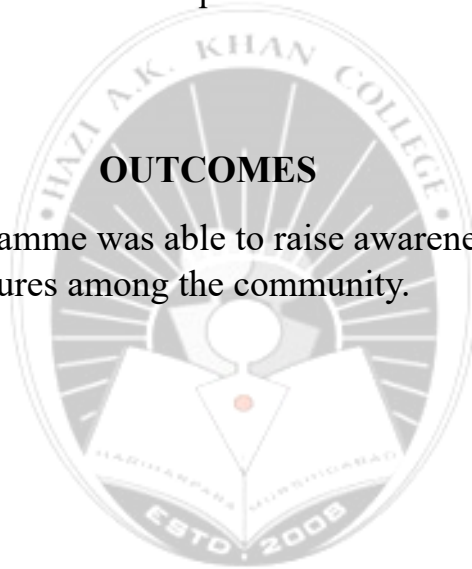 HAZI A.K. KHAN COLLEGE
OUTCOMES
amme was able to raise awarene
ures among the community.
HARIHARPARA MURSHIDABAD
ESTD. 2008